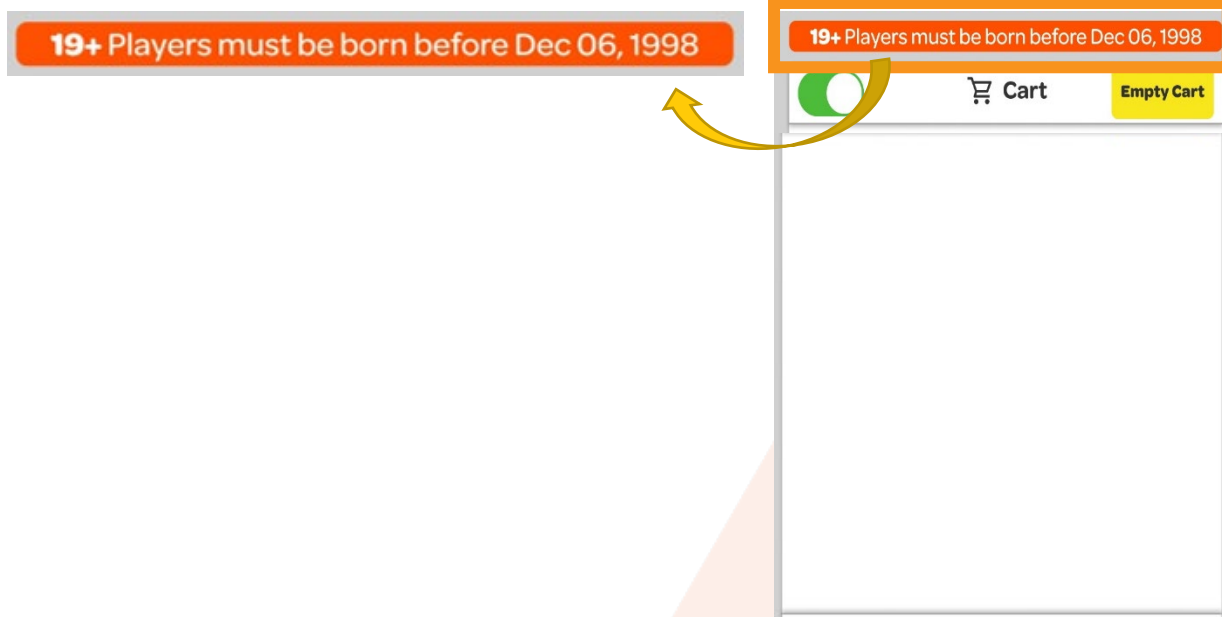 19+ Players must be born before Dec 06, 1998
19+ Players must be born before Dec 06, 1998
Cart
Empty Cart